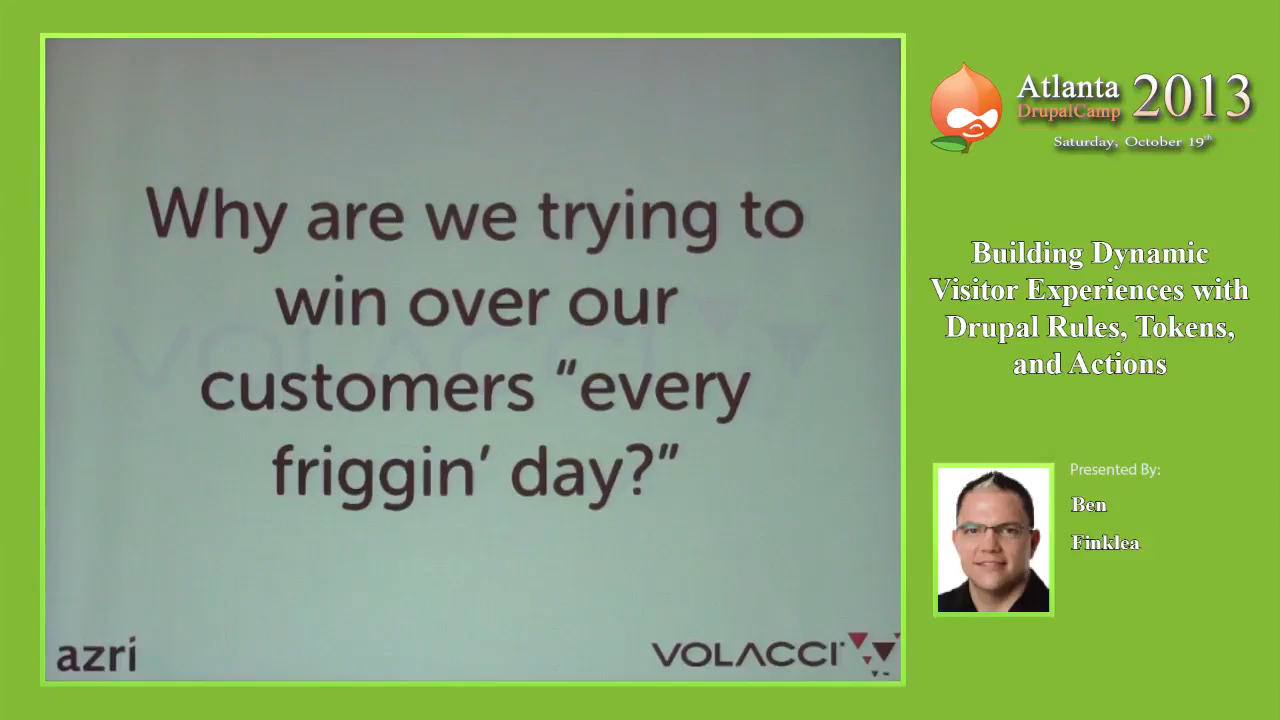 Why are we trying to
win over our
customers “every
friggin’ day?”
VOLACCI
azri
VOLACCI
Atlanta
DrupalCamp
2013
Saturday, October 19th
Building Dynamic
Visitor Experiences with
Drupal Rules, Tokens,
and Actions
Presented By:
Ben
Finklea